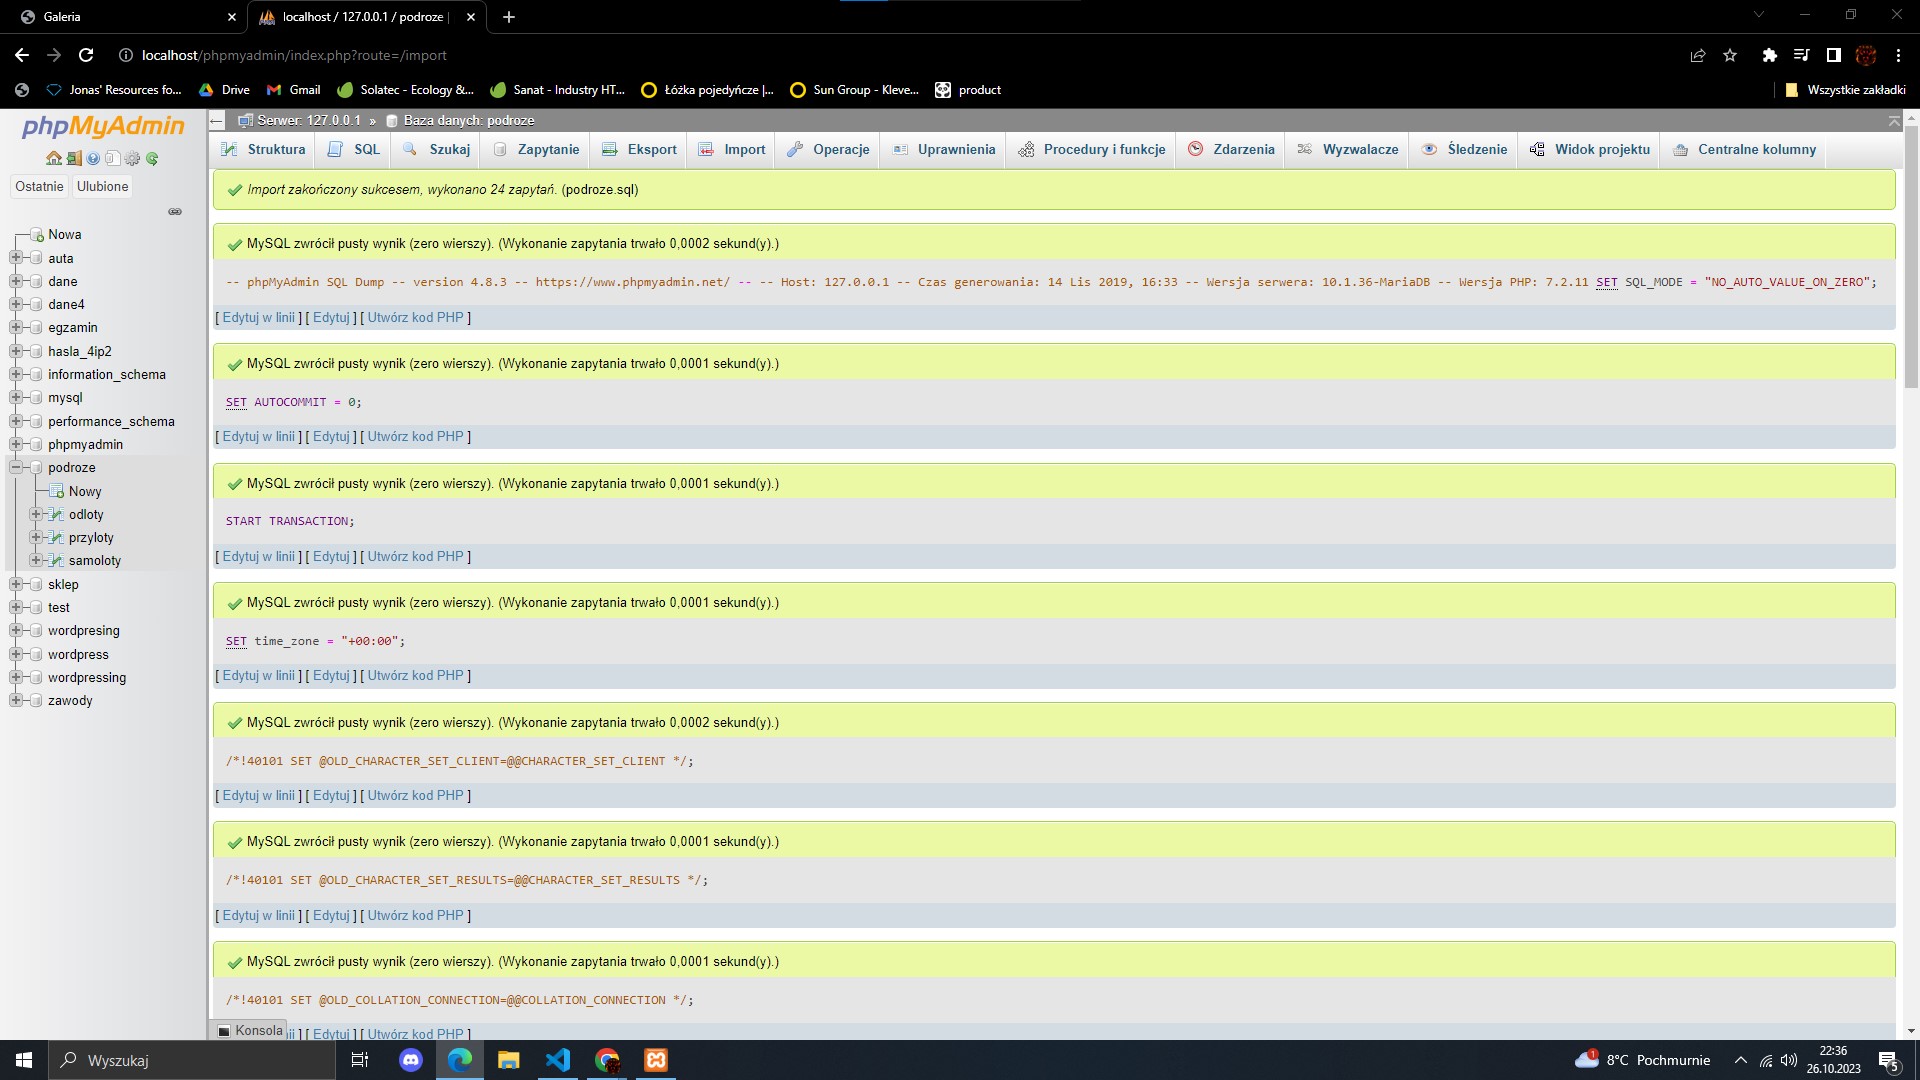 Galeria
localhost / 127.0.0.1 / podroze |
localhost/phpmyadmin/index.php?route=/import
Jonas' Resources fo...
Drive
Gmail
Solatec - Ecology &...
Sanat - Industry HT...
Łóżka pojedyńcze |...
Sun Group - Kleve...
product
Wszystkie zakładki
phpMyAdmin
Ostatnie
Ulubione
Nowa
auta
dane
dane4
egzamin
hasla_4ip2
information_schema
mysql
performance_schema
phpmyadmin
podroze
Nowy
odloty
przyloty
samoloty
sklep
test
wordpresing
wordpress
wordpressing
zawody
Serwer: 127.0.0.1 » Baza danych: podroze
Struktura
SQL
Szukaj
Zapytanie
Eksport
Import
Operacje
Uprawnienia
Procedury i funkcje
Zdarzenia
Wyzwalacze
Śledzenie
Widok projektu
Centralne kolumny
Import zakończony sukcesem, wykonano 24 zapytań. (podroze.sql)
MySQL zwrócił pusty wynik (zero wierszy). (Wykonanie zapytania trwało 0,0002 sekund(y).)
-- phpMyAdmin SQL Dump -- version 4.8.3 -- https://www.phpmyadmin.net/ -- -- Host: 127.0.0.1 -- Czas generowania: 14 Lis 2019, 16:33 -- Wersja serwera: 10.1.36-MariaDB -- Wersja PHP: 7.2.11 SET SQL_MODE = "NO_AUTO_VALUE_ON_ZERO";
[ Edytuj w linii ] [ Edytuj ] [ Utwórz kod PHP ]
MySQL zwrócił pusty wynik (zero wierszy). (Wykonanie zapytania trwało 0,0001 sekund(y).)
SET AUTOCOMMIT = 0;
[ Edytuj w linii ] [ Edytuj ] [ Utwórz kod PHP ]
MySQL zwrócił pusty wynik (zero wierszy). (Wykonanie zapytania trwało 0,0001 sekund(y).)
START TRANSACTION;
[ Edytuj w linii ] [ Edytuj ] [ Utwórz kod PHP ]
MySQL zwrócił pusty wynik (zero wierszy). (Wykonanie zapytania trwało 0,0001 sekund(y).)
SET time_zone = "+00:00";
[ Edytuj w linii ] [ Edytuj ] [ Utwórz kod PHP ]
MySQL zwrócił pusty wynik (zero wierszy). (Wykonanie zapytania trwało 0,0002 sekund(y).)
/*!40101 SET @OLD_CHARACTER_SET_CLIENT=@@CHARACTER_SET_CLIENT */;
[ Edytuj w linii ] [ Edytuj ] [ Utwórz kod PHP ]
MySQL zwrócił pusty wynik (zero wierszy). (Wykonanie zapytania trwało 0,0001 sekund(y).)
/*!40101 SET @OLD_CHARACTER_SET_RESULTS=@@CHARACTER_SET_RESULTS */;
[ Edytuj w linii ] [ Edytuj ] [ Utwórz kod PHP ]
MySQL zwrócił pusty wynik (zero wierszy). (Wykonanie zapytania trwało 0,0001 sekund(y).)
/*!40101 SET @OLD_COLLATION_CONNECTION=@@COLLATION_CONNECTION */;
Konsola
] [ Edytuj ] [ Utwórz kod PHP ]
Wyszukaj
1
8°C Pochmurnie
22:36
26.10.2023
5